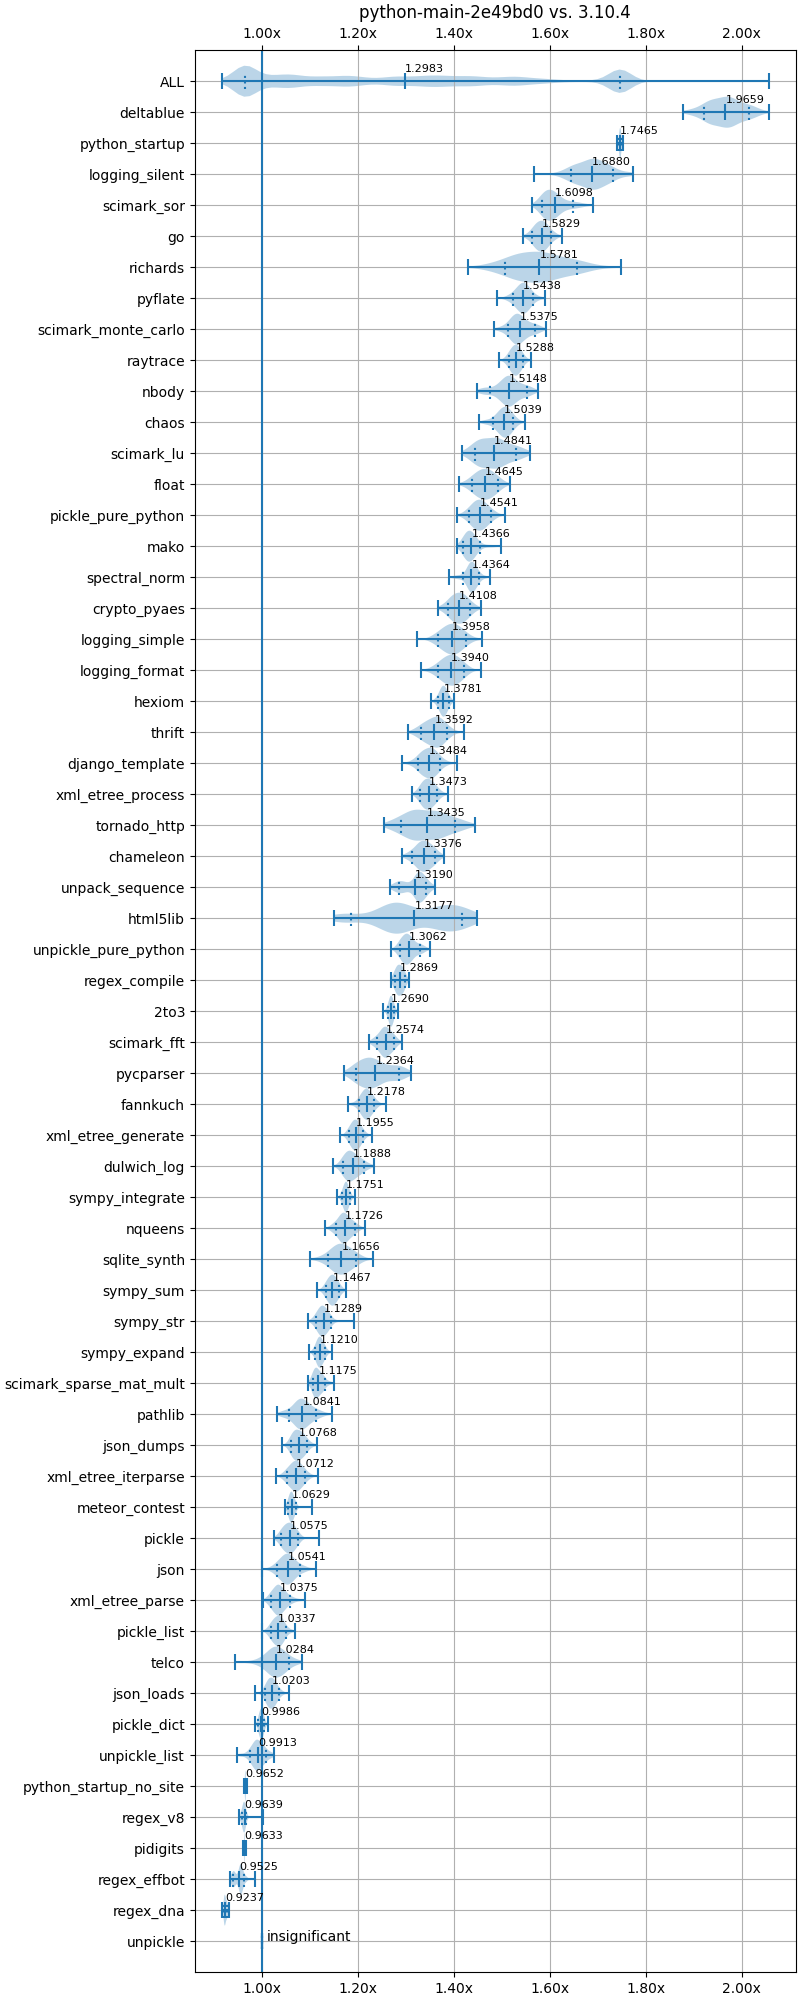 python-main-2e49bd0 vs. 3.10.4
1.00x 1.20x 1.40x 1.60x 1.80x 2.00x
ALL 1.2983
deltablue 1.9659
python_startup 1.7465
logging_silent 1.6880
scimark_sor 1.6098
go 1.5829
richards 1.5781
pyflate 1.5438
scimark_monte_carlo 1.5375
raytrace 1.5288
nbody 1.5148
chaos 1.5039
scimark_lu 1.4841
float 1.4645
pickle_pure_python 1.4541
mako 1.4366
spectral_norm 1.4364
crypto_pyaes 1.4108
logging_simple 1.3958
logging_format 1.3940
hexiom 1.3781
thrift 1.3592
django_template 1.3484
xml_etree_process 1.3473
tornado_http 1.3435
chameleon 1.3376
unpack_sequence 1.3190
html5lib 1.3177
unpickle_pure_python 1.3062
regex_compile 1.2869
2to3 1.2690
scimark_fft 1.2574
pycparser 1.2364
fannkuch 1.2178
xml_etree_generate 1.1955
dulwich_log 1.1888
sympy_integrate 1.1751
nqueens 1.1726
sqlite_synth 1.1656
sympy_sum 1.1467
sympy_str 1.1289
sympy_expand 1.1210
scimark_sparse_mat_mult 1.1175
pathlib 1.0841
json_dumps 1.0768
xml_etree_iterparse 1.0712
meteor_contest 1.0629
pickle 1.0575
json 1.0541
xml_etree_parse 1.0375
pickle_list 1.0337
telco 1.0284
json_loads 1.0203
pickle_dict 0.9986
unpickle_list 0.9913
python_startup_no_site 0.9652
regex_v8 0.9639
pidigits 0.9633
regex_effbot 0.9525
regex_dna 0.9237
unpickle insignificant
1.00x 1.20x 1.40x 1.60x 1.80x 2.00x